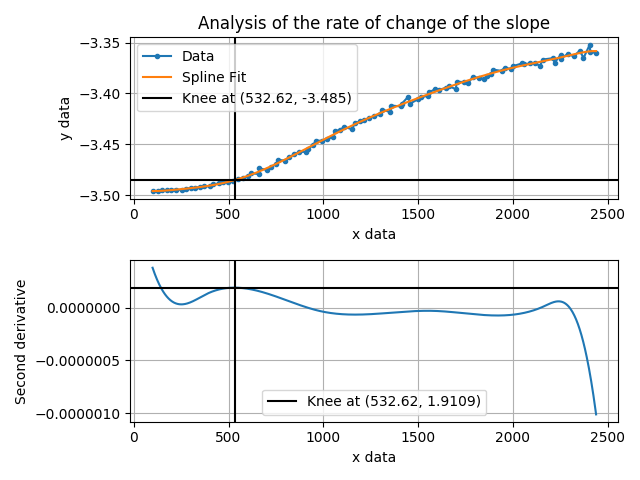 Analysis of the rate of change of the slope
−3.35
−3.40
−3.45
−3.50
y data
Data
Spline Fit
Knee at (532.62, -3.485)
0 500 1000 1500 2000 2500
x data
0.0000000
−0.0000005
−0.0000010
Second derivative
Knee at (532.62, 1.9109)
0 500 1000 1500 2000 2500
x data